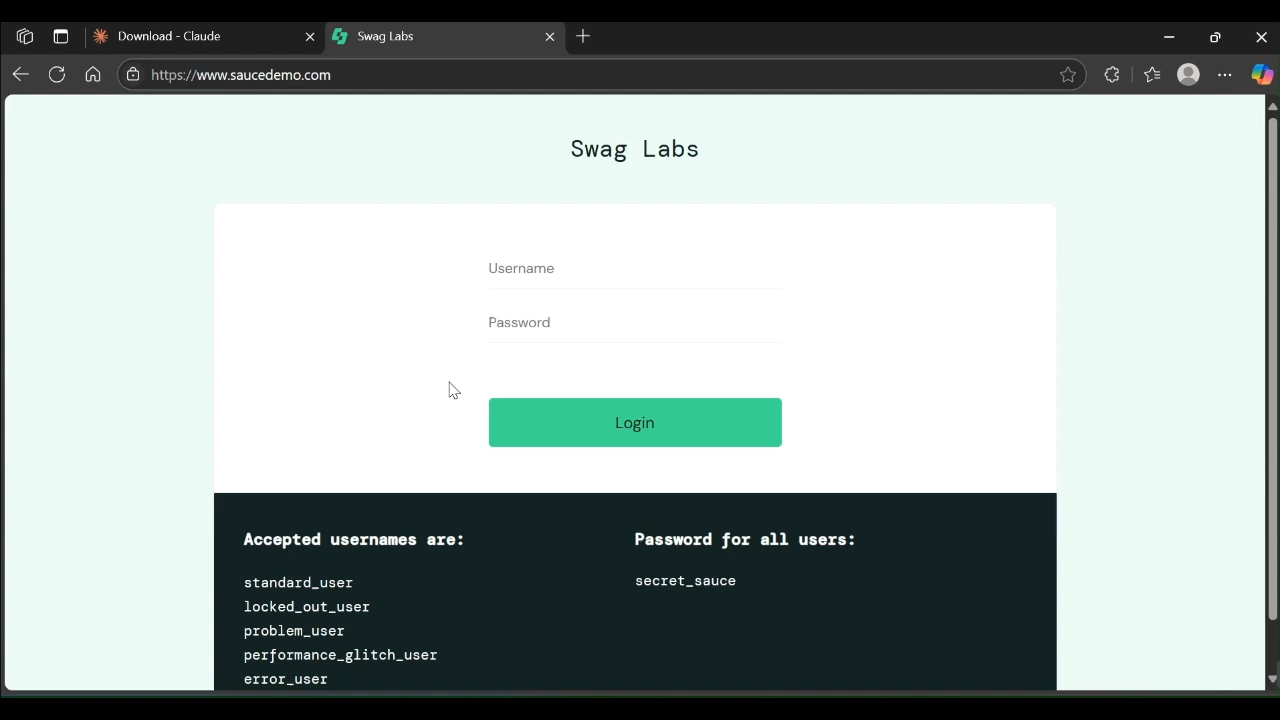 Download - Claude
Swag Labs
https://www.saucedemo.com
Swag Labs
Username
Password
Login
Accepted usernames are:
standard_user
locked_out_user
problem_user
performance_glitch_user
error_user
Password for all users:
secret_sauce